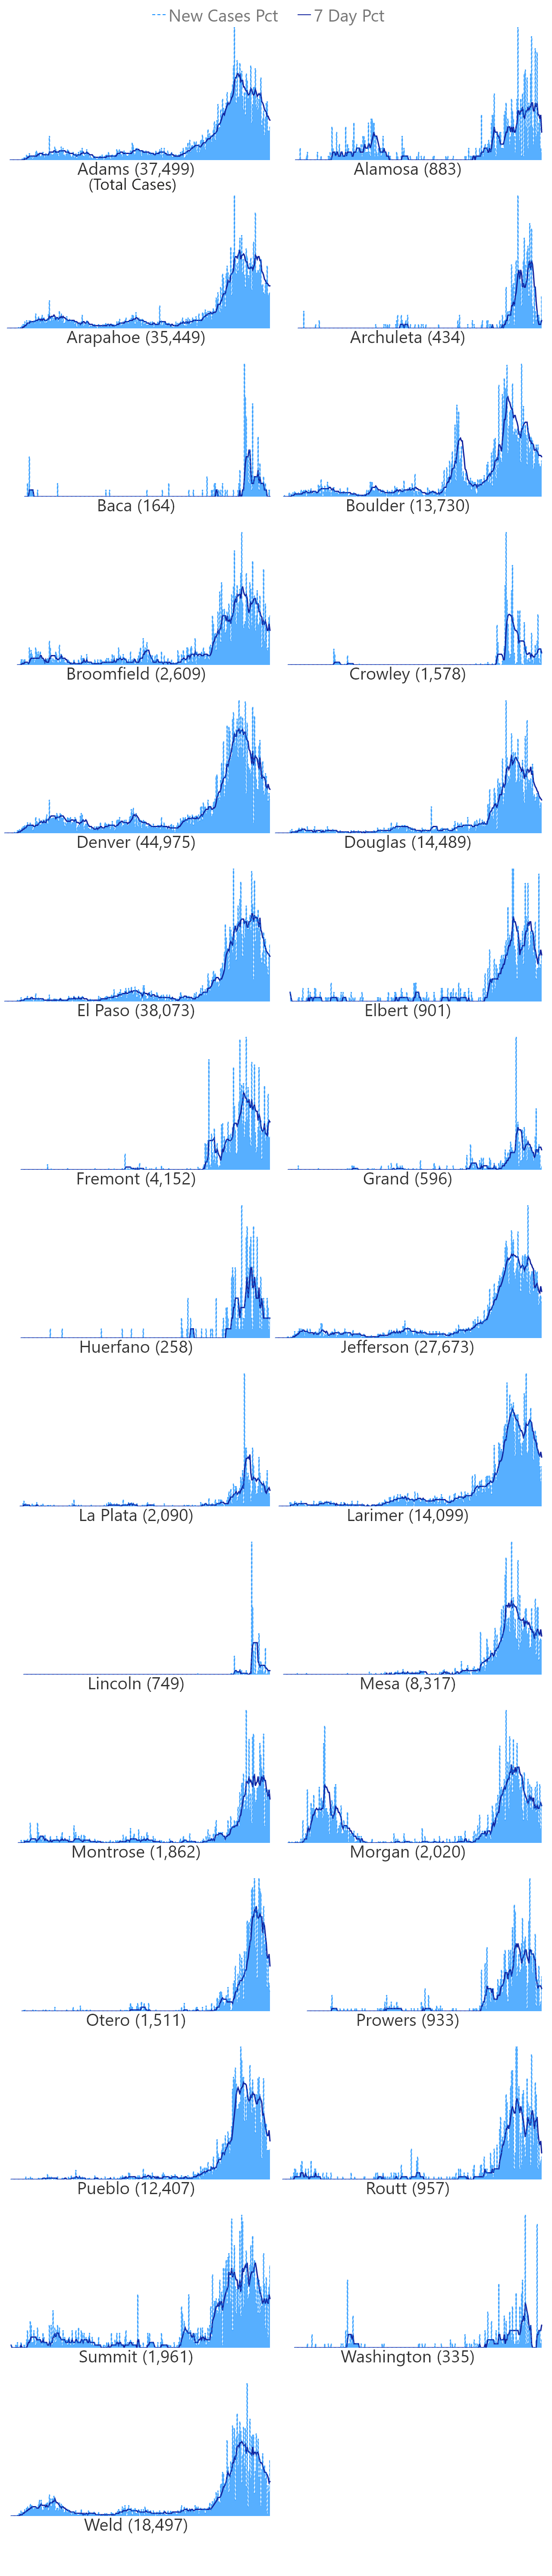 New Cases Pct 7 Day Pct
Adams (37,499)
(Total Cases)
Alamosa (883)
Arapahoe (35,449)
Archuleta (434)
Baca (164)
Boulder (13,730)
Broomfield (2,609)
Crowley (1,578)
Denver (44,975)
Douglas (14,489)
El Paso (38,073)
Elbert (901)
Fremont (4,152)
Grand (596)
Huerfano (258)
Jefferson (27,673)
La Plata (2,090)
Larimer (14,099)
Lincoln (749)
Mesa (8,317)
Montrose (1,862)
Morgan (2,020)
Otero (1,511)
Prowers (933)
Pueblo (12,407)
Routt (957)
Summit (1,961)
Washington (335)
Weld (18,497)